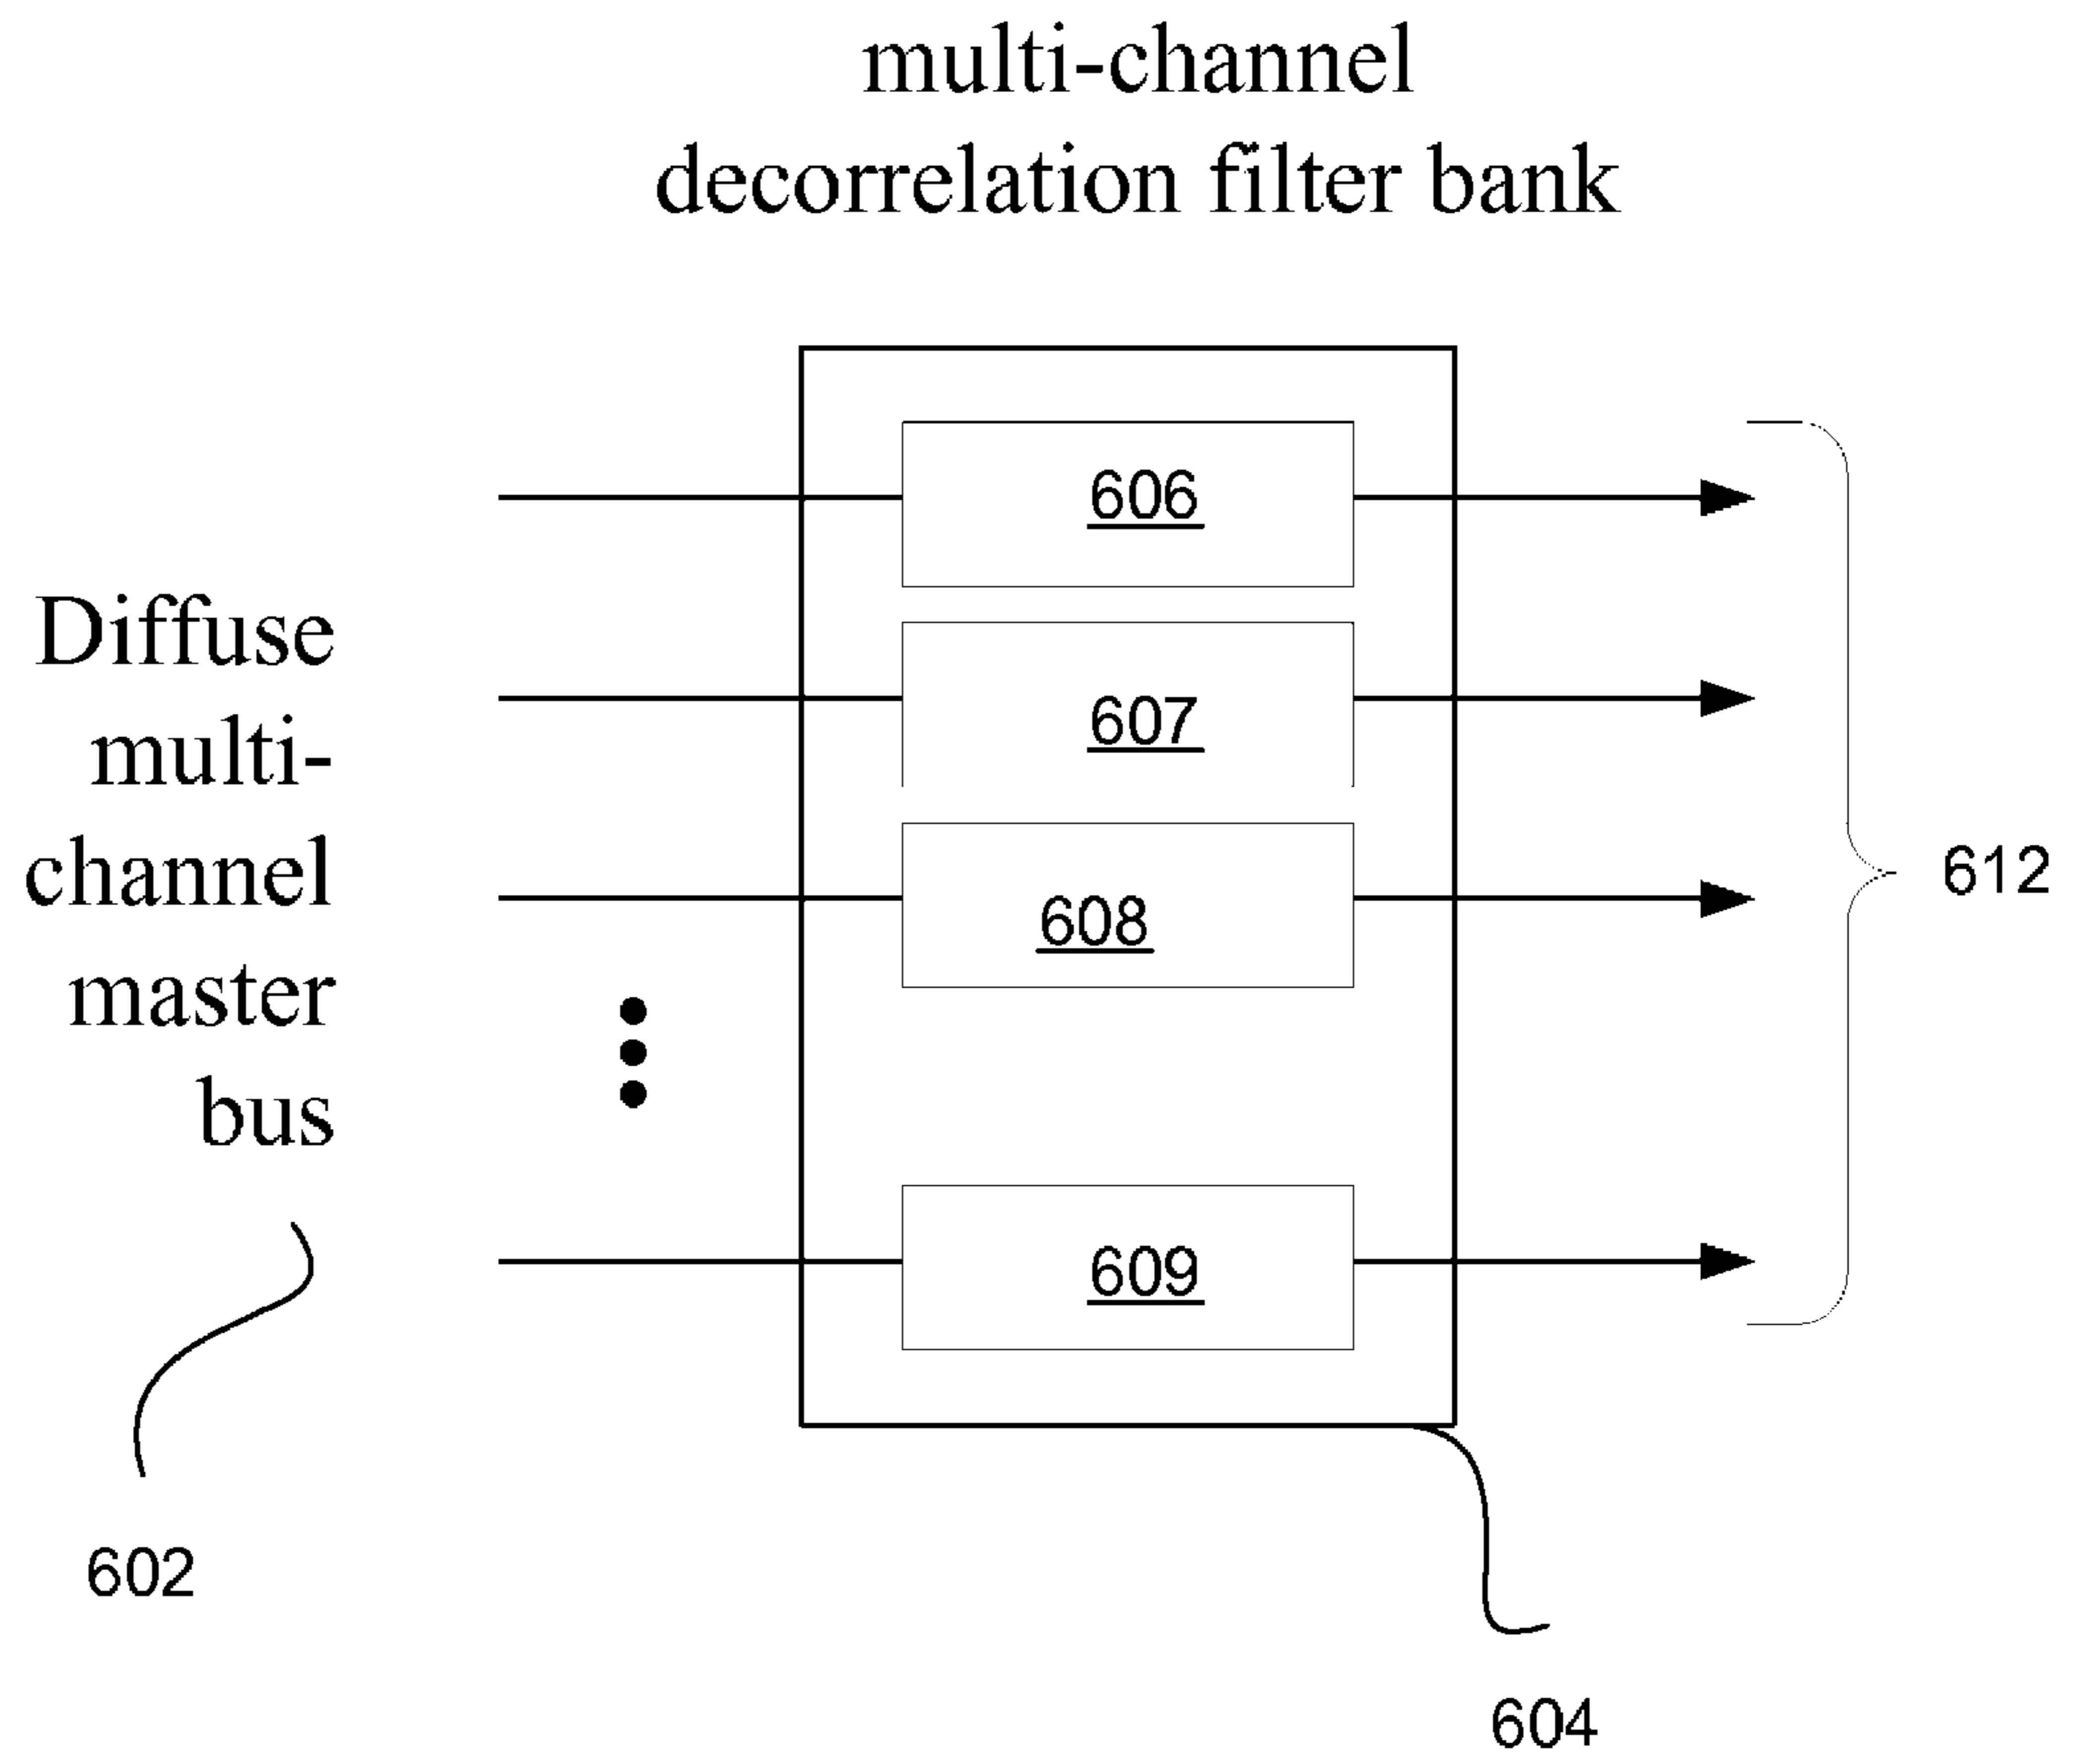 multi-channel
decorrelation filter bank
606
Diffuse
multi-
channel
master
bus
607
608
612
609
602
604